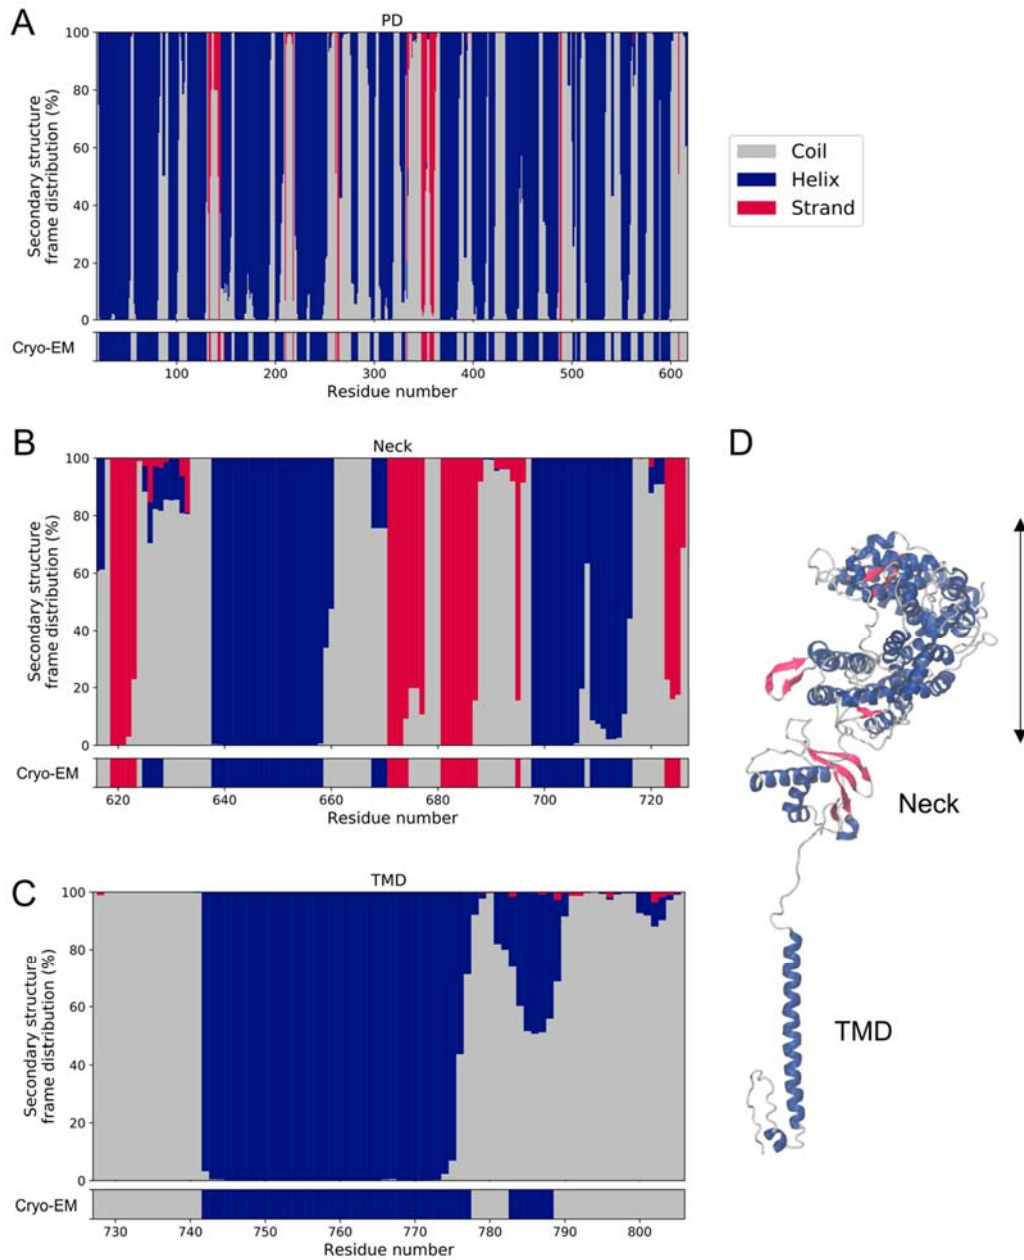 A
PD
100
80
60
40
20
0
Secondary structure
frame distribution (%)
Cryo-EM
100 200 300 400 500 600
Residue number
Coil
Helix
Strand
B
Neck
100
80
60
40
20
0
Secondary structure
frame distribution (%)
Cryo-EM
620 640 660 680 700 720
Residue number
C
TMD
100
80
60
40
20
0
Secondary structure
frame distribution (%)
Cryo-EM
730 740 750 760 770 780 790 800
Residue number
D
Neck
TMD